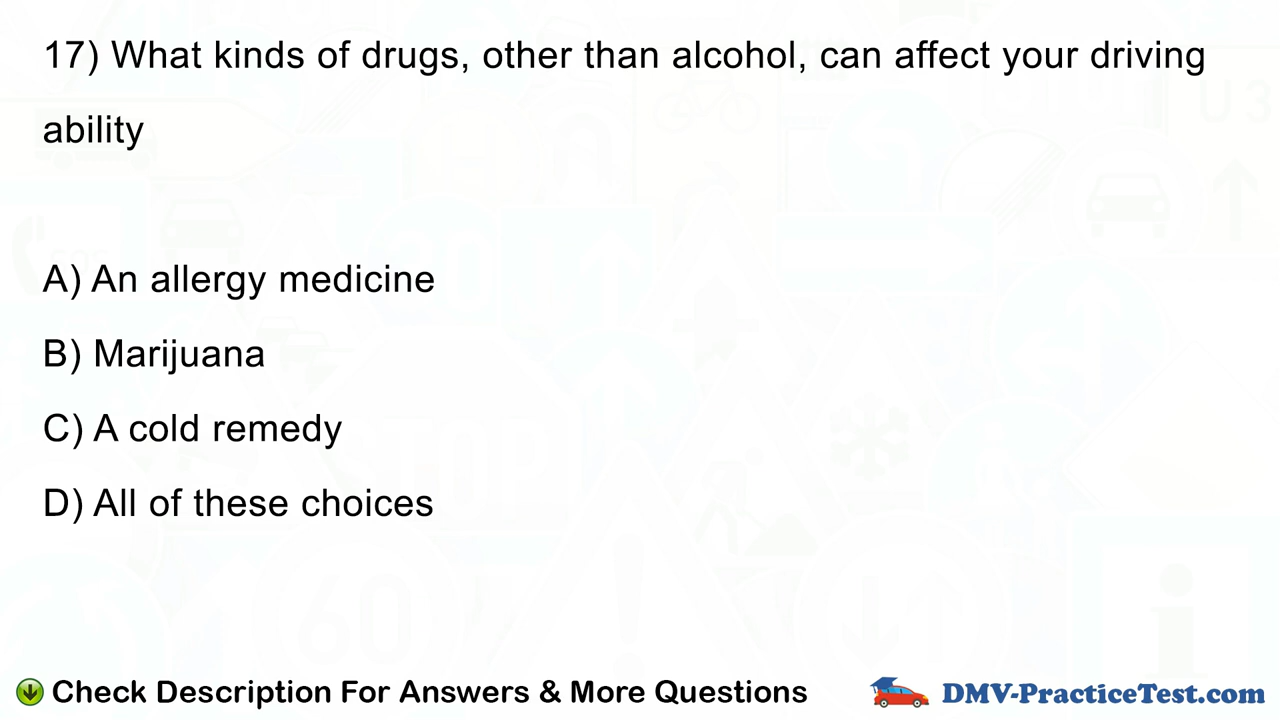 17) What kinds of drugs, other than alcohol, can affect your driving
ability
A) An allergy medicine
B) Marijuana
C) A cold remedy
D) All of these choices
Check Description For Answers & More Questions
DMV-PracticeTest.com